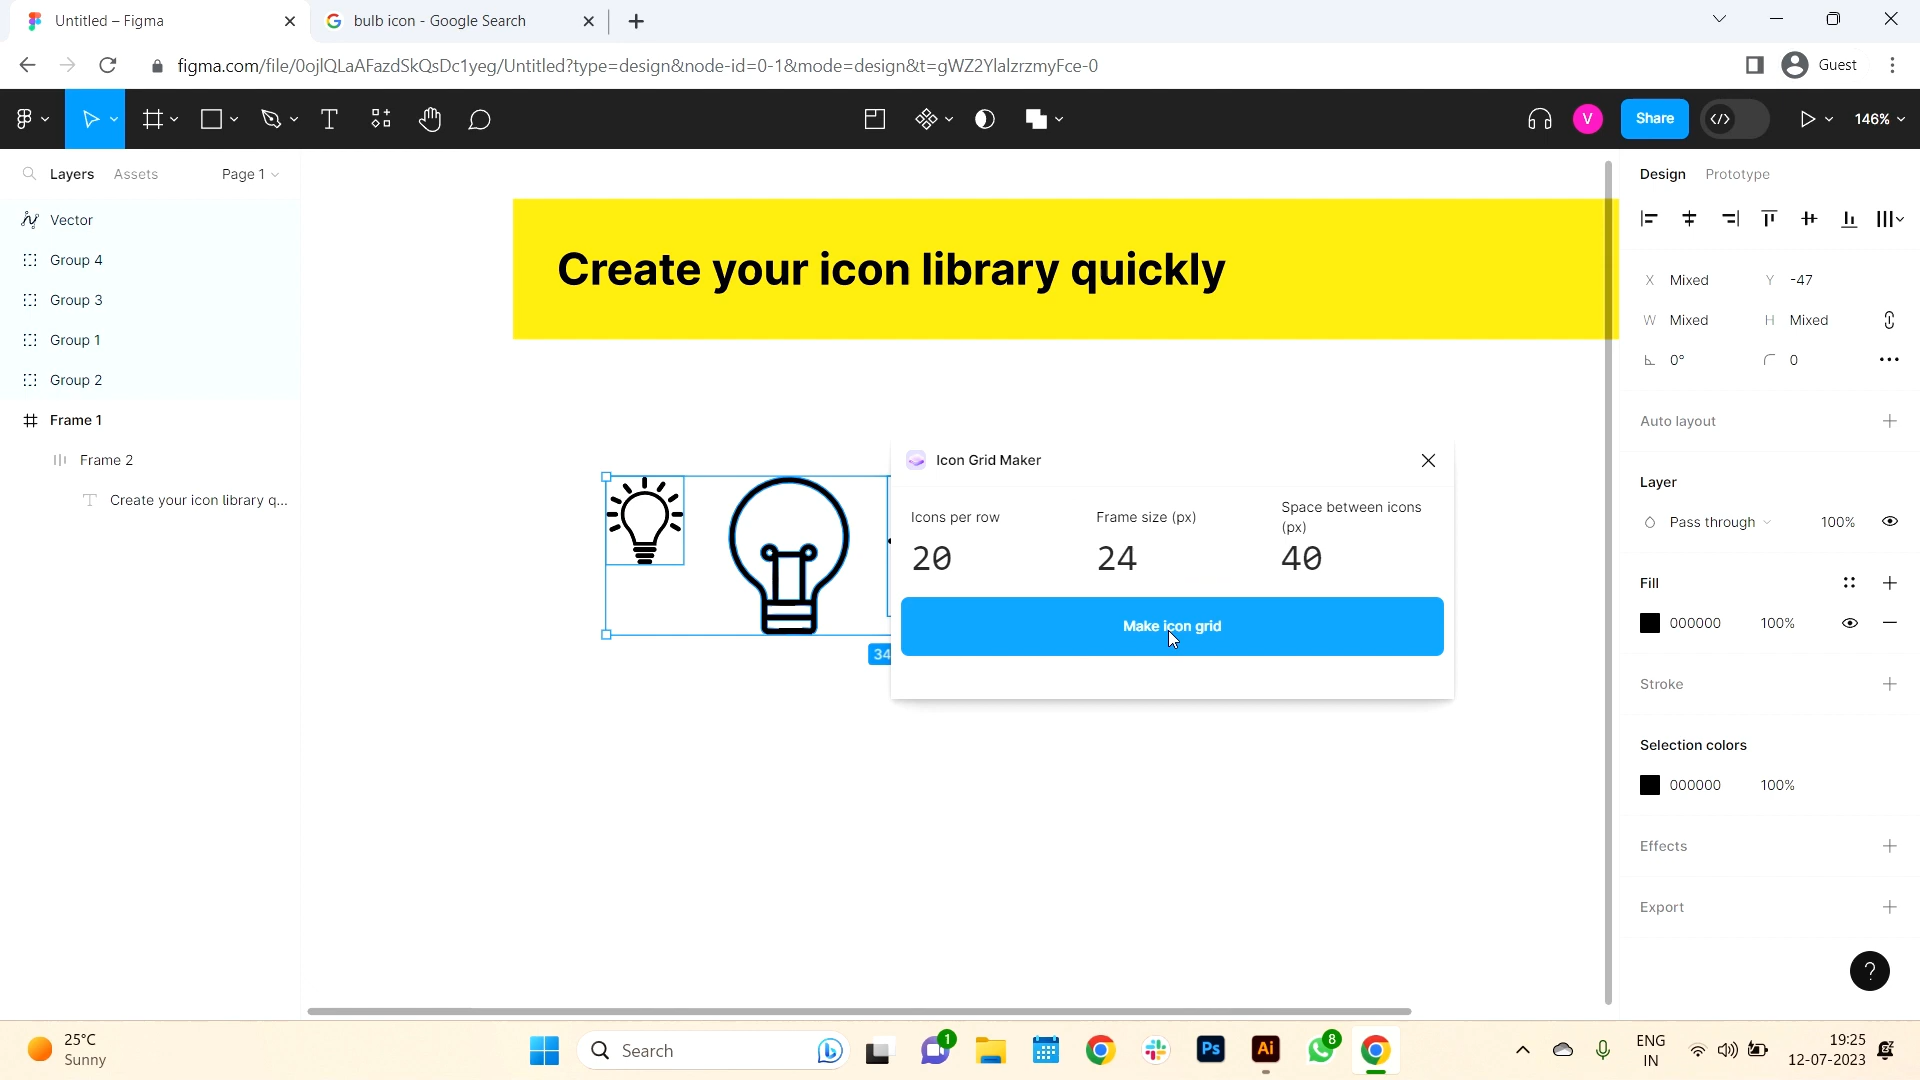 Untitled – Figma
bulb icon - Google Search
figma.com/file/0ojlQLaAFazdSkQsDc1yeg/Untitled?type=design&node-id=0-1&mode=design&t=gWZ2YlalzrzmyFce-0
Guest
V
Share
146%
Layers
Assets
Page 1
Vector
Group 4
Group 3
Group 1
Group 2
Frame 1
Frame 2
Create your icon library q...
Create your icon library quickly
34
Icon Grid Maker
Icons per row
20
Frame size (px)
24
Space between icons
(px)
40
Make icon grid
Design
Prototype
X Mixed
Y -47
W Mixed
H Mixed
0°
0
Auto layout
Layer
Pass through
100%
Fill
000000
100%
Stroke
Selection colors
000000
100%
Effects
Export
?
25°C
Sunny
Search
1
Ps
Ai
8
ENG
IN
19:25
12-07-2023